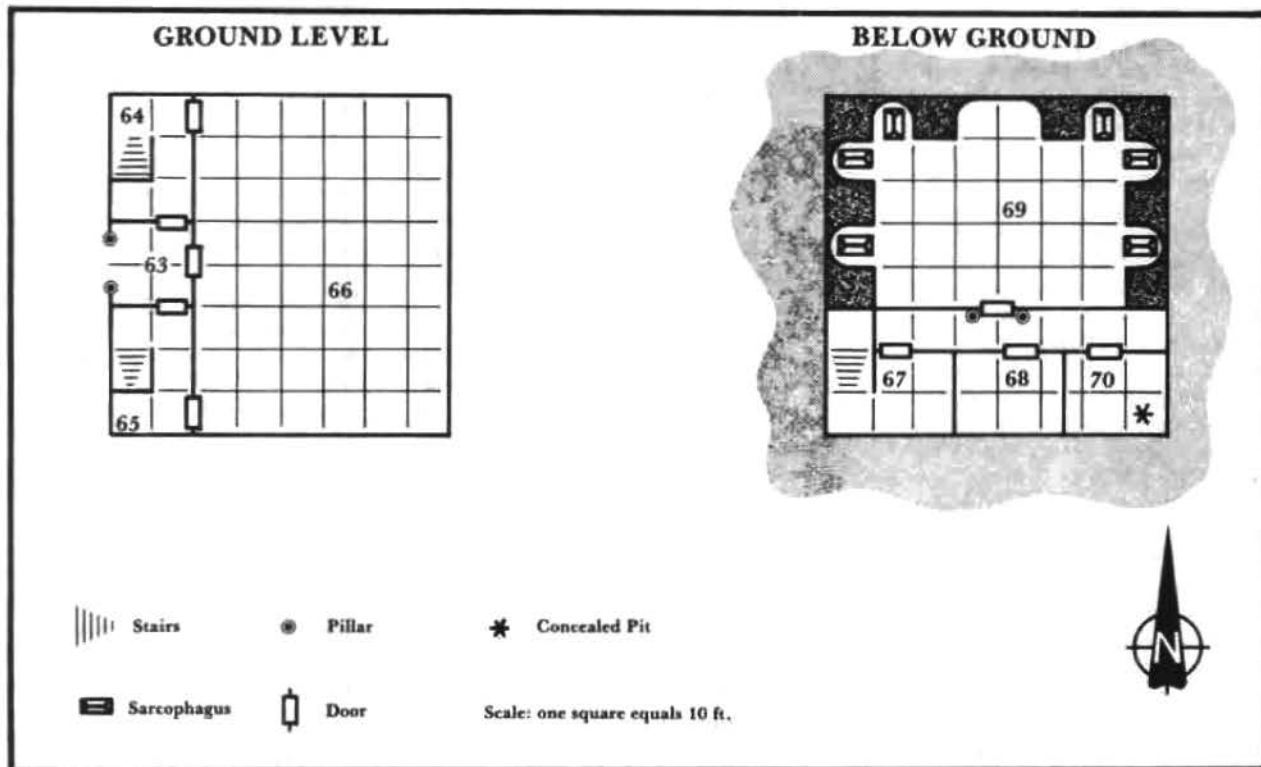 GROUND LEVEL
BELOW GROUND
64
63
66
65
69
67
68
70
Stairs
Pillar
Concealed Pit
Sarcophagus
Door
Scale: one square equals 10 ft.
N